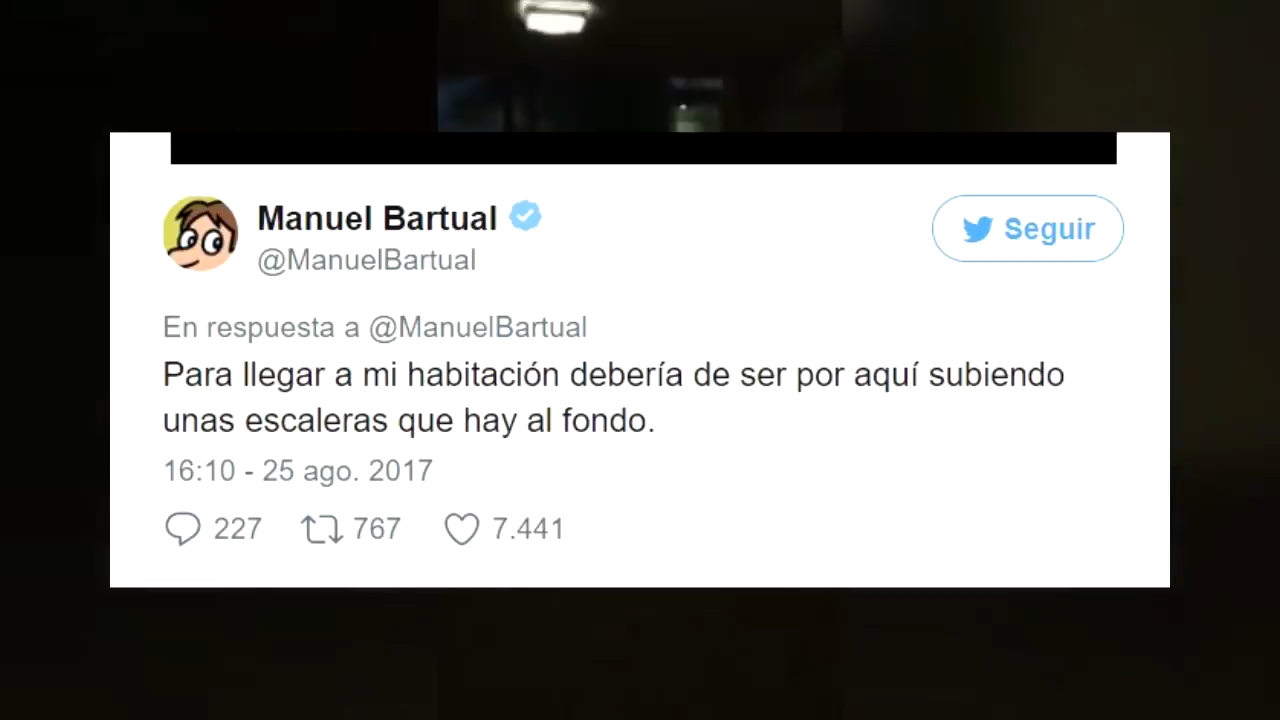 Manuel Bartual
@ManuelBartual
Seguir
En respuesta a @ManuelBartual
Para llegar a mi habitación debería de ser por aquí subiendo
unas escaleras que hay al fondo.
16:10 - 25 ago. 2017
227 767 7.441